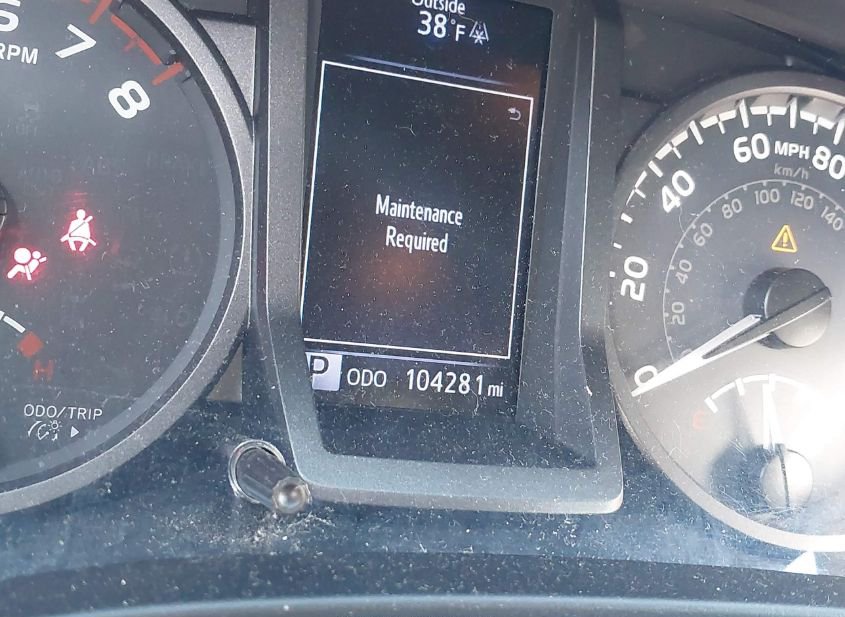 Outside
38°F
Maintenance
Required
P ODO 104281 mi
7
8
RPM
H
ODO/TRIP
0
20
40
60 MPH 80
km/h
20
40
60
80
100
120
140
E